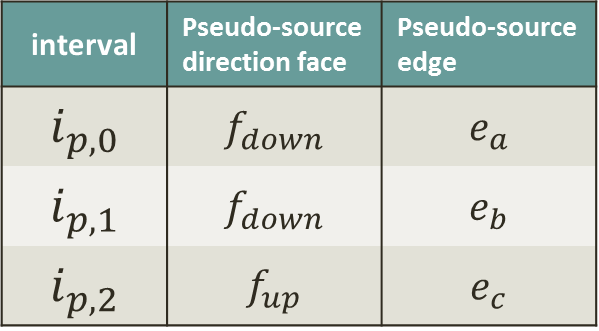 interval Pseudo-source direction face Pseudo-source edge
i_{p,0} f_{down} e_a
i_{p,1} f_{down} e_b
i_{p,2} f_{up} e_c